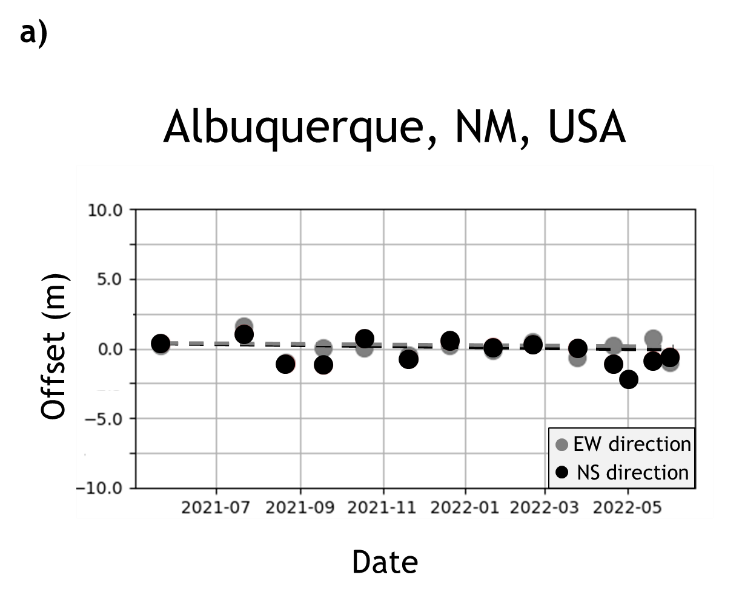 a)
Albuquerque, NM, USA
10.0
5.0
0.0
−5.0
−10.0
Offset (m)
EW direction
NS direction
2021-07 2021-09 2021-11 2022-01 2022-03 2022-05
Date